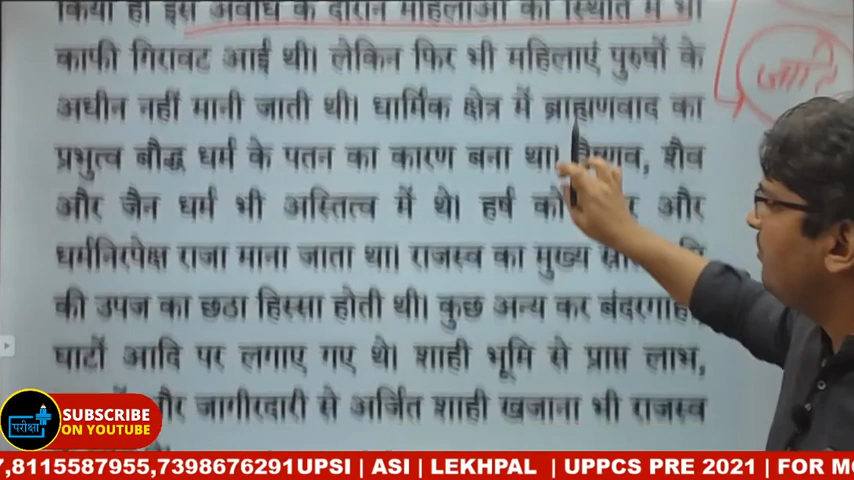 किया हो इस अवधि के दौरान महिलाओं की स्थिति में भी
काफी गिरावट आई थी। लेकिन फिर भी महिलाएं पुरुषों के
अधीन नहीं मानी जाती थी। धार्मिक क्षेत्र में ब्राह्मणवाद का
प्रभुत्व बौद्ध धर्म के पतन का कारण बना था। वैष्णव, शैव
और जैन धर्म भी अस्तित्व में थे। हर्ष को और
धर्मनिरपेक्ष राजा माना जाता था। राजस्व का मुख्य
की उपज का छठा हिस्सा होती थी। कुछ अन्य कर बंदरगाहों,
घाटों आदि पर लगाए गए थे। शाही भूमि से प्राप्त लाभ,
और जागीरदारी से अर्जित शाही खजाना भी राजस्व
जाति
परीक्षा
SUBSCRIBE
ON YOUTUBE
7,8115587955,7398676291UPSI | ASI | LEKHPAL | UPPCS PRE 2021 | FOR MO